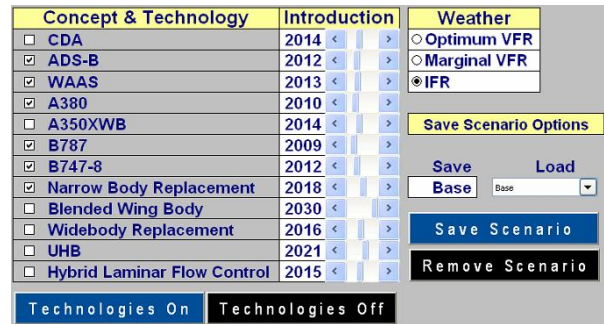 Concept & Technology Introduction
CDA 2014
ADS-B 2012
WAAS 2013
A380 2010
A350XWB 2014
B787 2009
B747-8 2012
Narrow Body Replacement 2018
Blended Wing Body 2030
Widebody Replacement 2016
UHB 2021
Hybrid Laminar Flow Control 2015
Technologies On Technologies Off
Weather
Optimum VFR
Marginal VFR
IFR
Save Scenario Options
Save Load
Base Base
Save Scenario
Remove Scenario